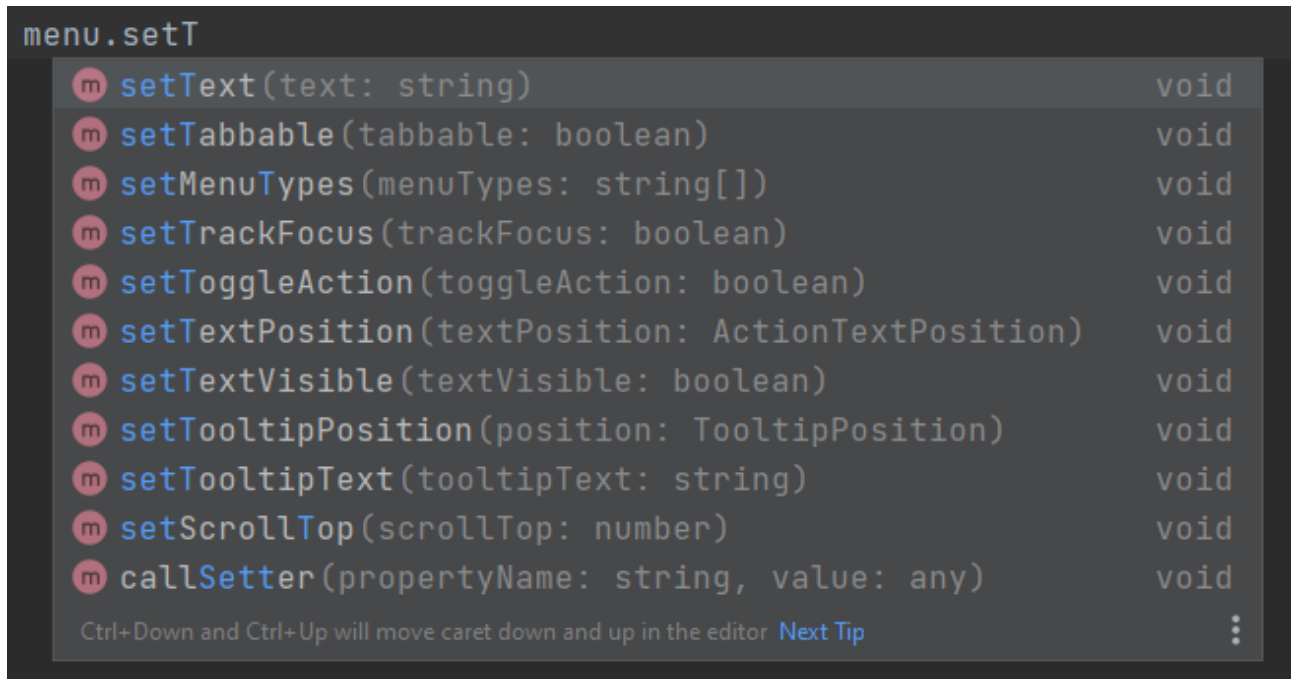 menu.setT
m setText(text: string) void
m setTabbable(tabbable: boolean) void
m setMenuTypes(menuTypes: string[]) void
m setTrackFocus(trackFocus: boolean) void
m setToggleAction(toggleAction: boolean) void
m setTextPosition(textPosition: ActionTextPosition) void
m setTextVisible(textVisible: boolean) void
m setTooltipPosition(position: TooltipPosition) void
m setTooltipText(tooltipText: string) void
m setScrollTop(scrollTop: number) void
m callSetter(propertyName: string, value: any) void
Ctrl+Down and Ctrl+Up will move caret down and up in the editor Next Tip